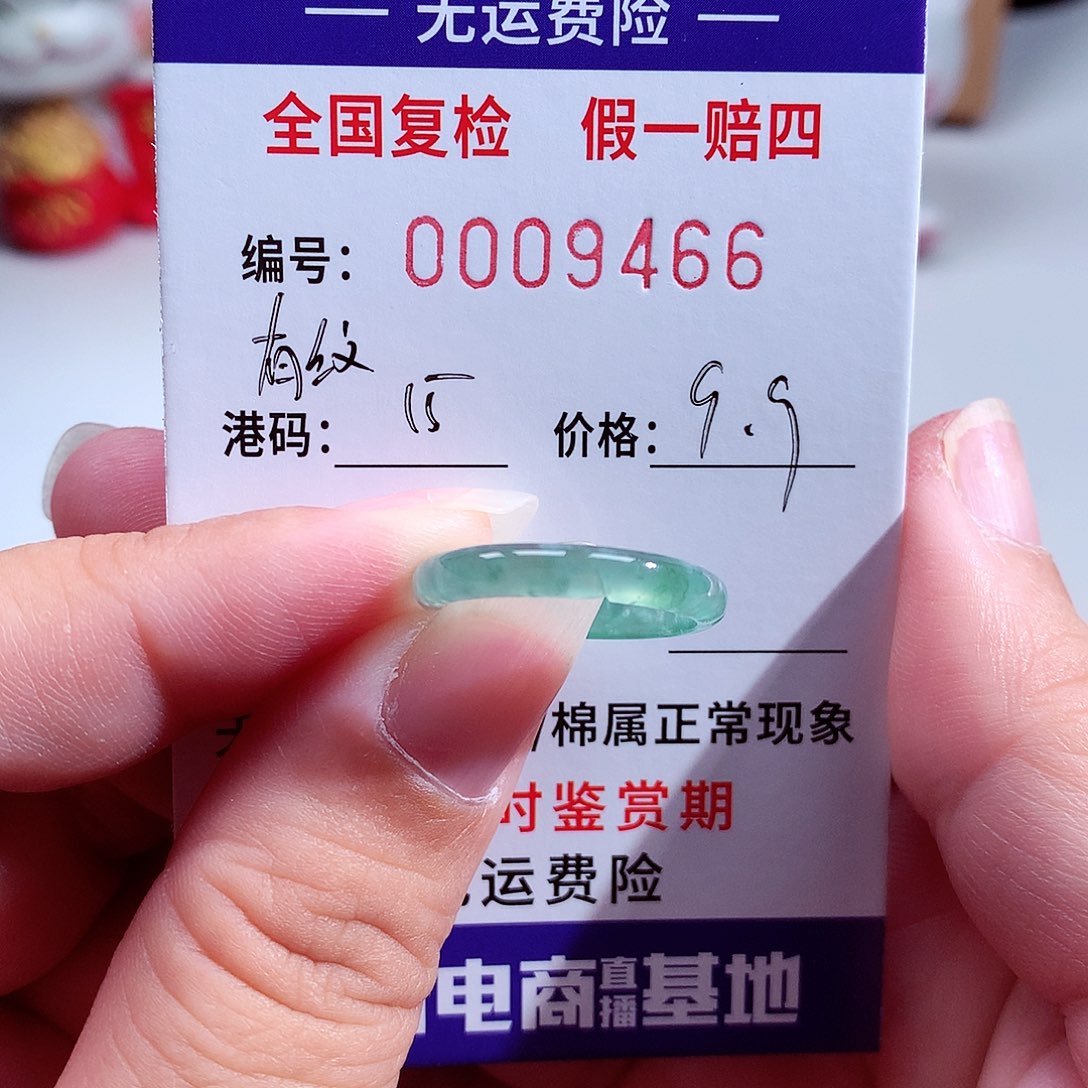 — 无运费险 —
全国复检 假一赔四
编号： 0009466
有纹
港码： 15 价格： 9.9
/棉属正常现象
时鉴赏期
运费险
电商直播基地